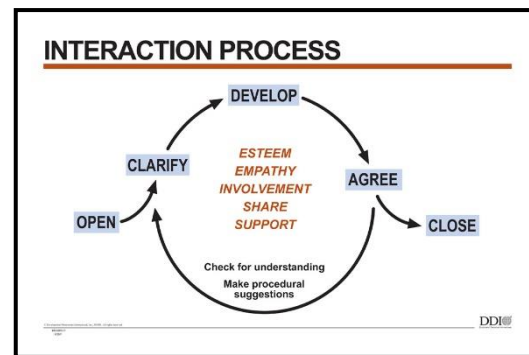 INTERACTION PROCESS
DEVELOP
CLARIFY
AGREE
OPEN
CLOSE
ESTEEM
EMPATHY
INVOLVEMENT
SHARE
SUPPORT
Check for understanding
Make procedural
suggestions
DDI